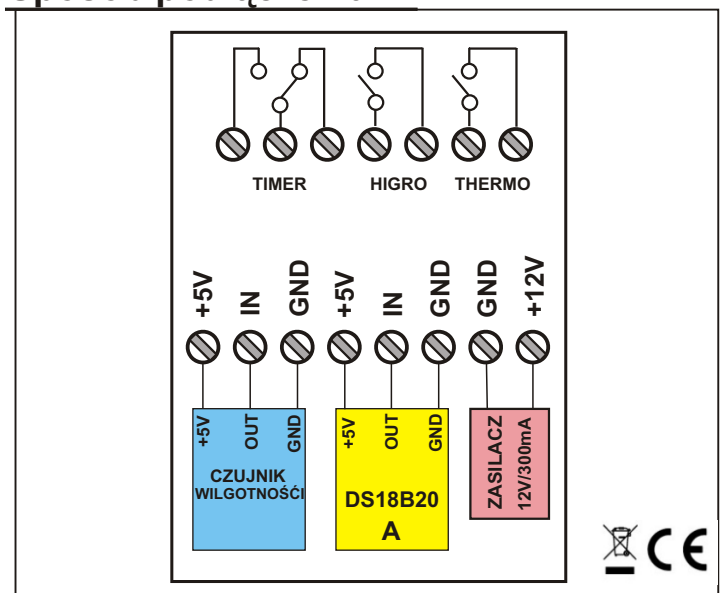 TIMER HIGRO THERMO
+5V IN GND +5V IN GND GND +12V
+5V OUT GND
CZUJNIK
WILGOTNOŚĆI
+5V OUT GND
DS18B20
A
ZASILACZ
12V/300mA
CE